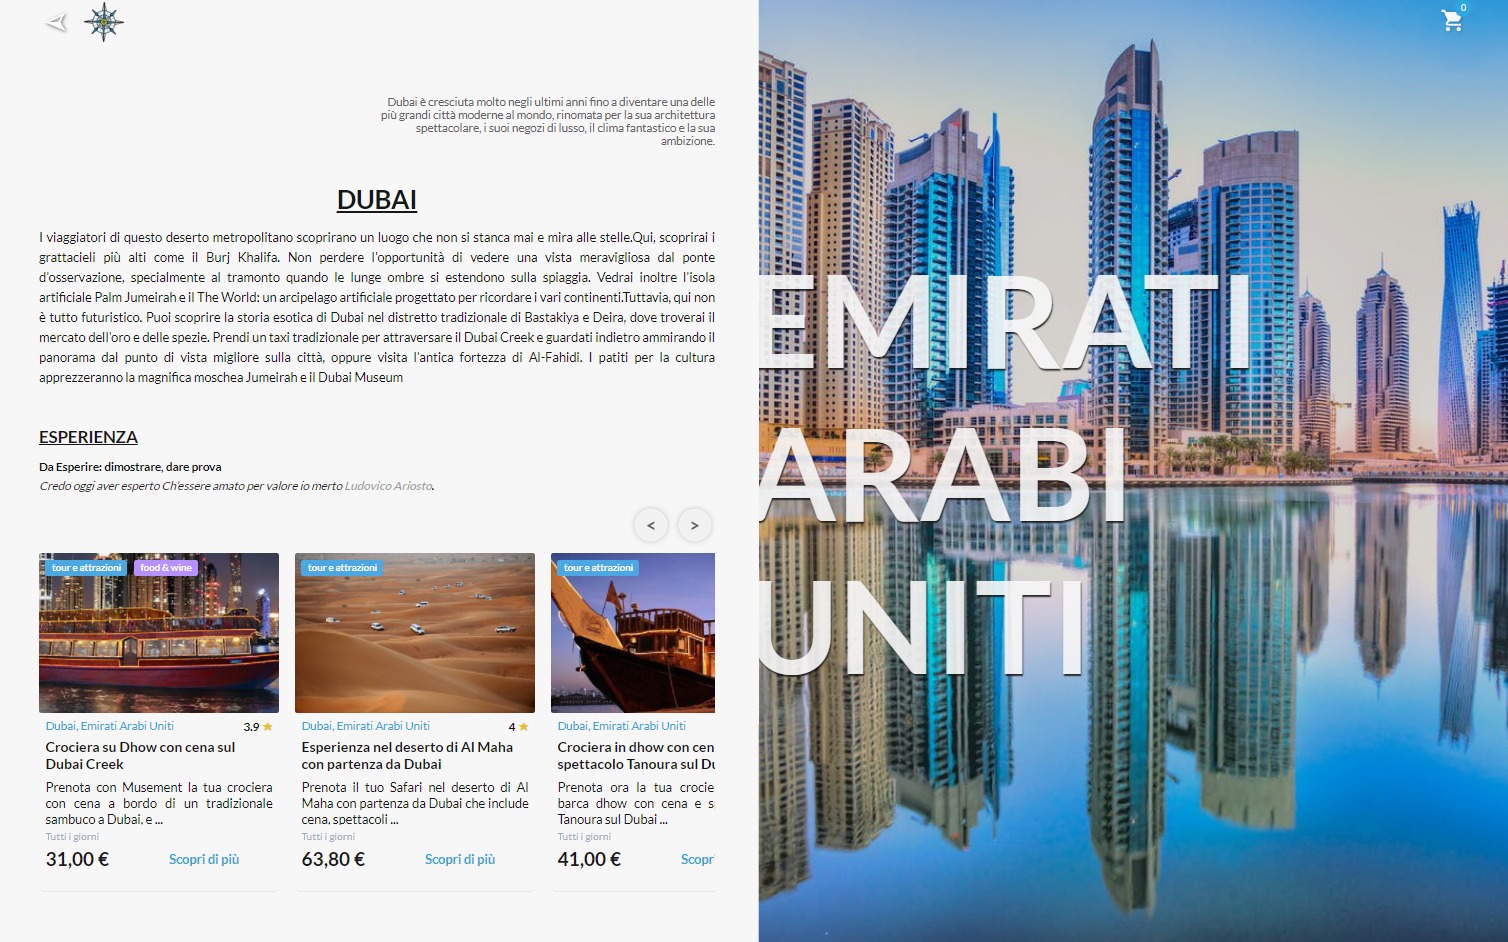 0
Dubai è cresciuta molto negli ultimi anni fino a diventare una delle
più grandi città moderne al mondo, rinomata per la sua architettura
spettacolare, i suoi negozi di lusso, il clima fantastico e la sua
ambizione.
DUBAI
I viaggiatori di questo deserto metropolitano scoprirano un luogo che non si stanca mai e mira alle stelle.Qui, scoprirai i
grattacieli più alti come il Burj Khalifa. Non perdere l'opportunità di vedere una vista meravigliosa dal ponte
d'osservazione, specialmente al tramonto quando le lunge ombre si estendono sulla spiaggia. Vedrai inoltre l'isola
artificiale Palm Jumeirah e il The World: un arcipelago artificiale progettato per ricordare i vari continenti.Tuttavia, qui non
è tutto futuristico. Puoi scoprire la storia esotica di Dubai nel distretto tradizionale di Bastakiya e Deira, dove troverai il
mercato dell'oro e delle spezie. Prendi un taxi tradizionale per attraversare il Dubai Creek e guardati indietro ammirando il
panorama dal punto di vista migliore sulla città, oppure visita l'antica fortezza di Al-Fahidi. I patiti per la cultura
apprezzeranno la magnifica moschea Jumeirah e il Dubai Museum
ESPERIENZA
Da Esperire: dimostrare, dare prova
Credo oggi aver esperto Ch'essere amato per valore io merto Ludovico Ariosto.
< >
tour e attrazioni food & wine
Dubai, Emirati Arabi Uniti 3.9
Crociera su Dhow con cena sul
Dubai Creek
Prenota con Musement la tua crociera
con cena a bordo di un tradizionale
sambuco a Dubai, e ...
Tutti i giorni
31,00 € Scopri di più
tour e attrazioni
Dubai, Emirati Arabi Uniti 4
Esperienza nel deserto di Al Maha
con partenza da Dubai
Prenota il tuo Safari nel deserto di Al
Maha con partenza da Dubai che include
cena, spettacoli ...
Tutti i giorni
63,80 € Scopri di più
tour e attrazioni
Dubai, Emirati Arabi Uniti
Crociera in dhow con cen
spettacolo Tanoura sul Du
Prenota ora la tua crocie
barca dhow con cena e s
Tanoura sul Dubai ...
Tutti i giorni
41,00 € Scopr
EMIRATI
ARABI
UNITI